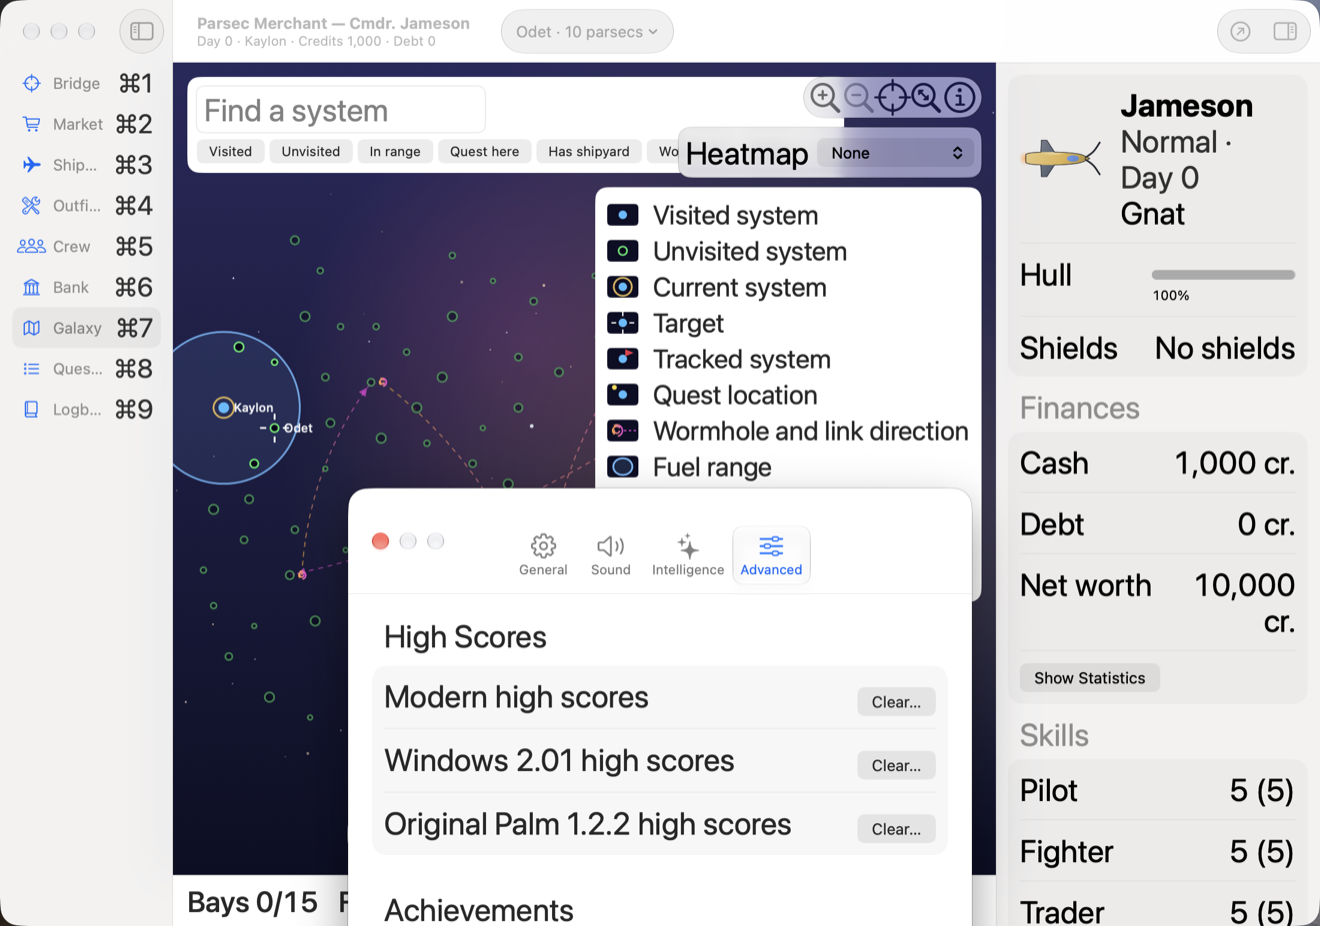 Parsec Merchant — Cmdr. Jameson
Day 0 · Kaylon · Credits 1,000 · Debt 0
Odet · 10 parsecs
Bridge ⌘1
Market ⌘2
Ship... ⌘3
Outfi... ⌘4
Crew ⌘5
Bank ⌘6
Galaxy ⌘7
Ques... ⌘8
Logb... ⌘9
Find a system
Visited Unvisited In range Quest here Has shipyard Wo
Heatmap None
Visited system
Unvisited system
Current system
Target
Tracked system
Quest location
Wormhole and link direction
Fuel range
Kaylon
Odet
General Sound Intelligence Advanced
High Scores
Modern high scores Clear...
Windows 2.01 high scores Clear...
Original Palm 1.2.2 high scores Clear...
Achievements
Bays 0/15
Jameson
Normal ·
Day 0
Gnat
Hull
100%
Shields No shields
Finances
Cash 1,000 cr.
Debt 0 cr.
Net worth 10,000
cr.
Show Statistics
Skills
Pilot 5 (5)
Fighter 5 (5)
Trader 5 (5)